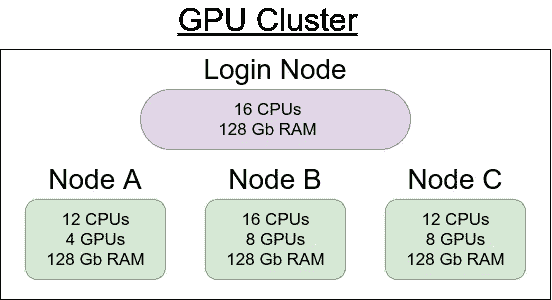 GPU Cluster
Login Node
16 CPUs
128 Gb RAM
Node A
12 CPUs
4 GPUs
128 Gb RAM
Node B
16 CPUs
8 GPUs
128 Gb RAM
Node C
12 CPUs
8 GPUs
128 Gb RAM